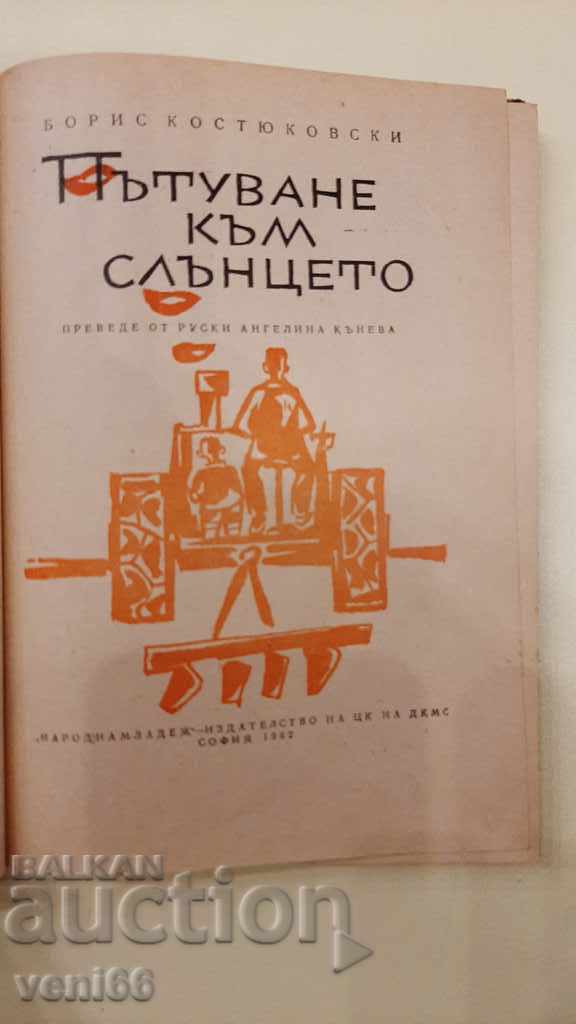 БОРИС КОСТЮКОВСКИ
ПЪТУВАНЕ
КЪМ
СЛЪНЦЕТО
ПРЕВЕДЕ ОТ РУСКИ АНГЕЛИНА КЪНЕВА
„НАРОДНА МЛАДЕЖ“—ИЗДАТЕЛСТВО НА ЦК НА ДКМС
СОФИЯ 1962
BALKAN
auction
veni66